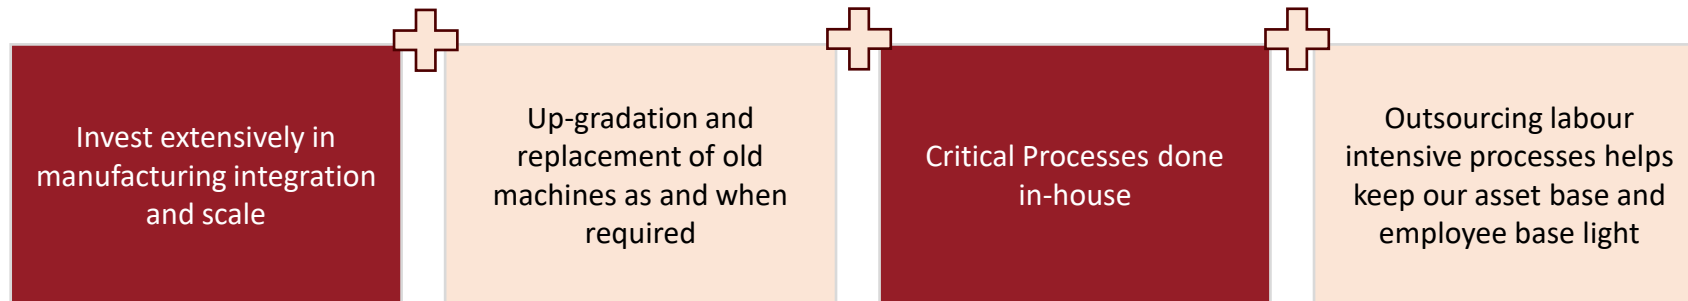 Invest extensively in
manufacturing integration
and scale
Up-gradation and
replacement of old
machines as and when
required
Critical Processes done
in-house
Outsourcing labour
intensive processes helps
keep our asset base and
employee base light